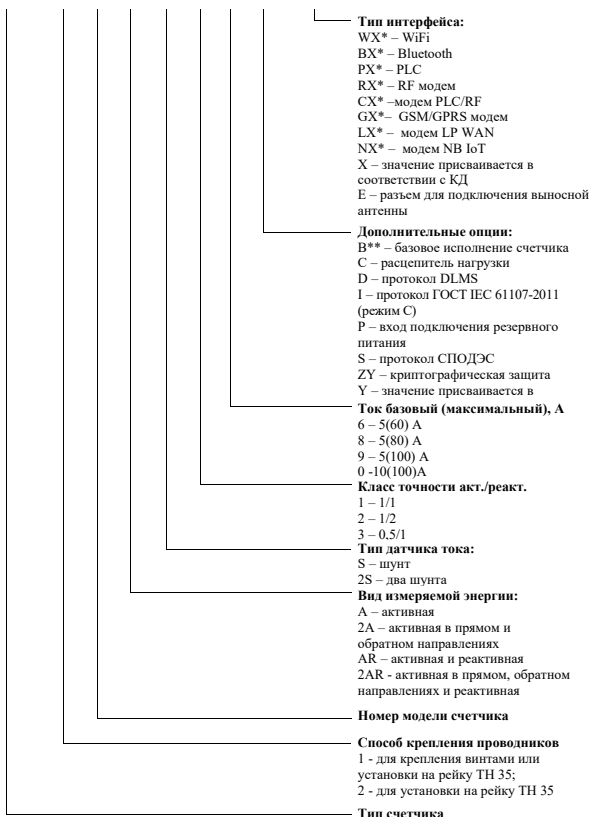 Тип интерфейса:
WX* – WiFi
BX* – Bluetooth
PX* – PLC
RX* – RF модем
CX* –модем PLC/RF
GX*– GSM/GPRS модем
LX* – модем LP WAN
NX* – модем NB IoT
X – значение присваивается в
соответствии с КД
E – разъем для подключения выносной
антенны
Дополнительные опции:
B** – базовое исполнение счетчика
C – расцепитель нагрузки
D – протокол DLMS
I – протокол ГОСТ IEC 61107-2011
(режим C)
P – вход подключения резервного
питания
S – протокол СПОДЭС
ZY – криптографическая защита
Y – значение присваивается в
Ток базовый (максимальный), А
6 – 5(60) А
8 – 5(80) А
9 – 5(100) А
0 -10(100)А
Класс точности акт./реакт.
1 – 1/1
2 – 1/2
3 – 0,5/1
Тип датчика тока:
S – шунт
2S – два шунта
Вид измеряемой энергии:
A – активная
2A – активная в прямом и
обратном направлениях
AR – активная и реактивная
2AR - активная в прямом, обратном
направлениях и реактивная
Номер модели счетчика
Способ крепления проводников
1 - для крепления винтами или
установки на рейку TH 35;
2 - для установки на рейку TH 35
Тип счетчика